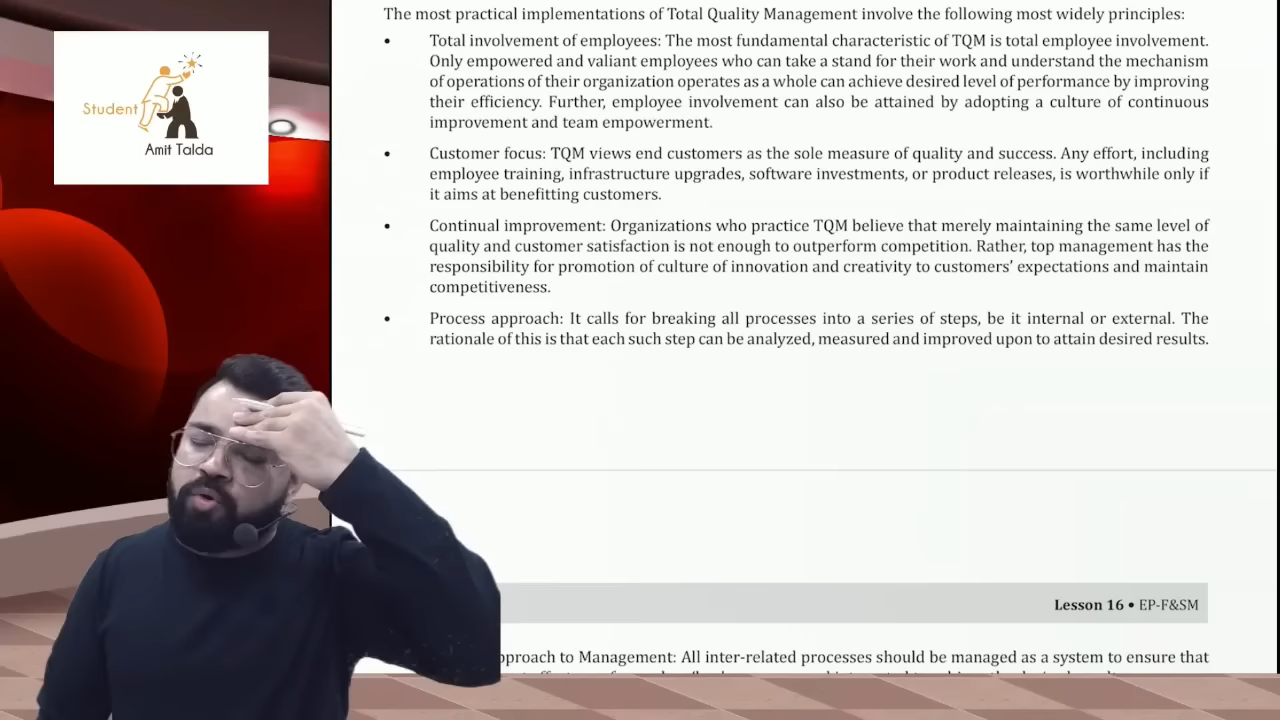 Student
Amit Talda
The most practical implementations of Total Quality Management involve the following most widely principles:
• Total involvement of employees: The most fundamental characteristic of TQM is total employee involvement.
Only empowered and valiant employees who can take a stand for their work and understand the mechanism
of operations of their organization operates as a whole can achieve desired level of performance by improving
their efficiency. Further, employee involvement can also be attained by adopting a culture of continuous
improvement and team empowerment.
• Customer focus: TQM views end customers as the sole measure of quality and success. Any effort, including
employee training, infrastructure upgrades, software investments, or product releases, is worthwhile only if
it aims at benefitting customers.
• Continual improvement: Organizations who practice TQM believe that merely maintaining the same level of
quality and customer satisfaction is not enough to outperform competition. Rather, top management has the
responsibility for promotion of culture of innovation and creativity to customers’ expectations and maintain
competitiveness.
• Process approach: It calls for breaking all processes into a series of steps, be it internal or external. The
rationale of this is that each such step can be analyzed, measured and improved upon to attain desired results.
Lesson 16 • EP-F&SM
to Management: All inter-related processes should be managed as a system to ensure that